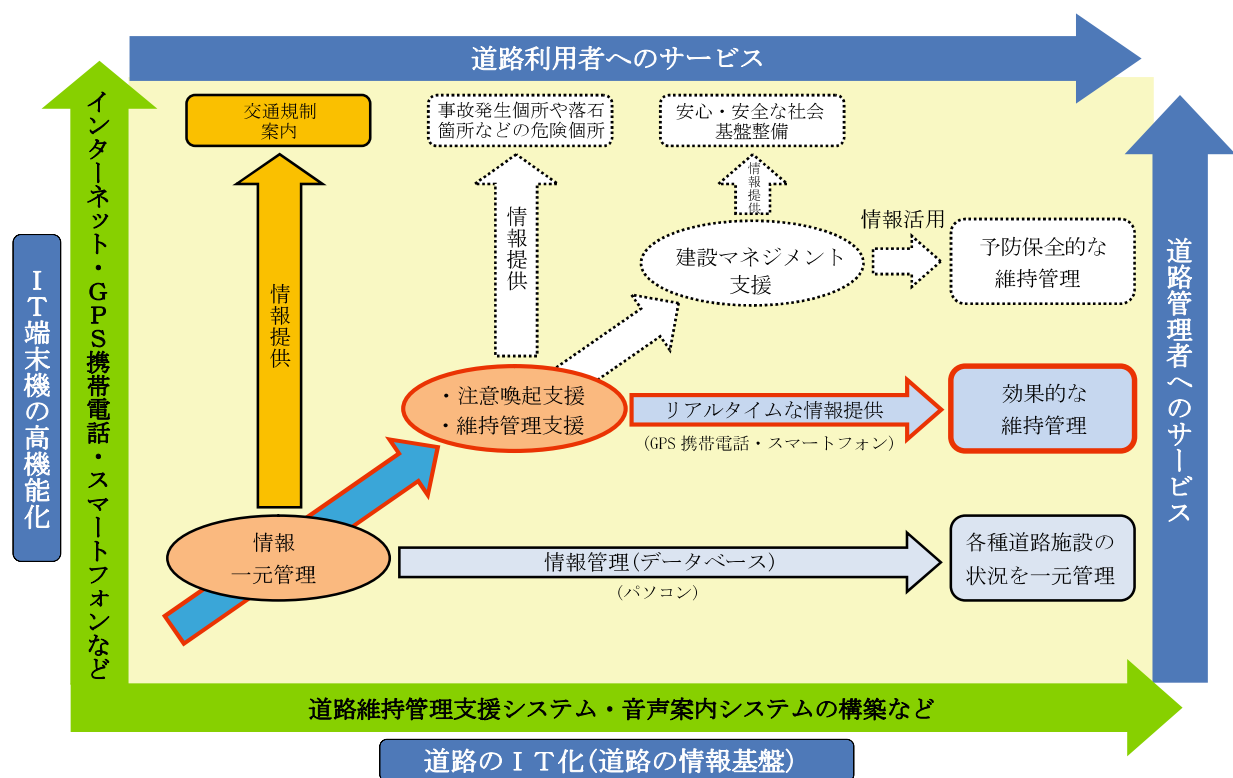 道路利用者へのサービス
インターネット・GPS携帯電話・スマートフォンなど
IT端末機の高機能化
交通規制
案内
事故発生個所や落石
箇所などの危険個所
安心・安全な社会
基盤整備
情報提供
情報提供
情報提供
建設マネジメント
支援
情報活用
予防保全的な
維持管理
道路管理者へのサービス
・注意喚起支援
・維持管理支援
リアルタイムな情報提供
(GPS 携帯電話・スマートフォン)
効果的な
維持管理
情報
一元管理
情報管理(データベース)
(パソコン)
各種道路施設の
状況を一元管理
道路維持管理支援システム・音声案内システムの構築など
道路のIT化(道路の情報基盤)